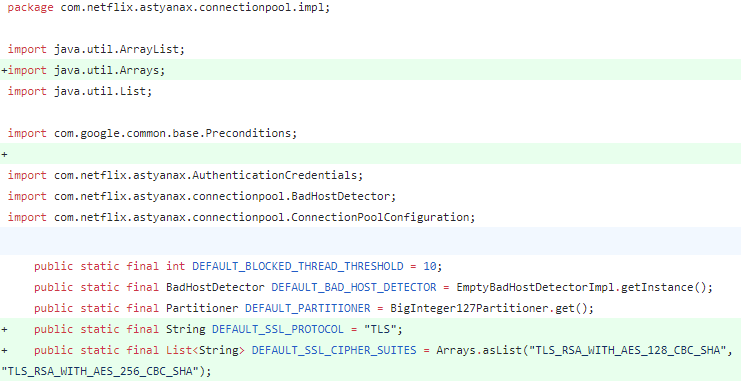 package com.netflix.astyanax.connectionpool.impl;
import java.util.ArrayList;
+import java.util.Arrays;
import java.util.List;
import com.google.common.base.Preconditions;
+
import com.netflix.astyanax.AuthenticationCredentials;
import com.netflix.astyanax.connectionpool.BadHostDetector;
import com.netflix.astyanax.connectionpool.ConnectionPoolConfiguration;
public static final int DEFAULT_BLOCKED_THREAD_THRESHOLD = 10;
public static final BadHostDetector DEFAULT_BAD_HOST_DETECTOR = EmptyBadHostDetectorImpl.getInstance();
public static final Partitioner DEFAULT_PARTITIONER = BigInteger127Partitioner.get();
+    public static final String DEFAULT_SSL_PROTOCOL = "TLS";
+    public static final List<String> DEFAULT_SSL_CIPHER_SUITES = Arrays.asList("TLS_RSA_WITH_AES_128_CBC_SHA",
"TLS_RSA_WITH_AES_256_CBC_SHA");